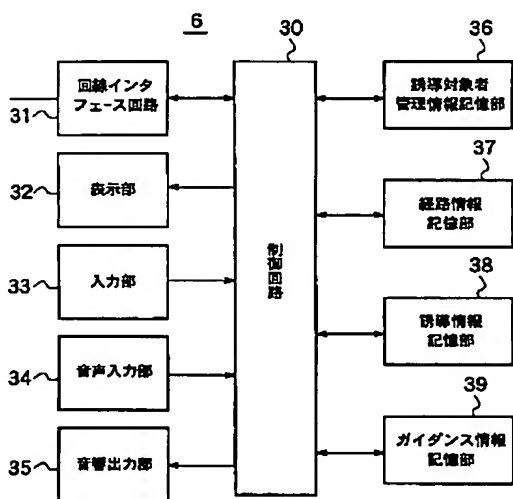 6
30
36
回線インタ
フェース回路
31
表示部
32
入力部
33
音声入力部
34
音響出力部
35
制御回路
誘導対象者
管理情報記憶部
37
経路情報
記憶部
38
誘導情報
記憶部
39
ガイダンス情報
記憶部